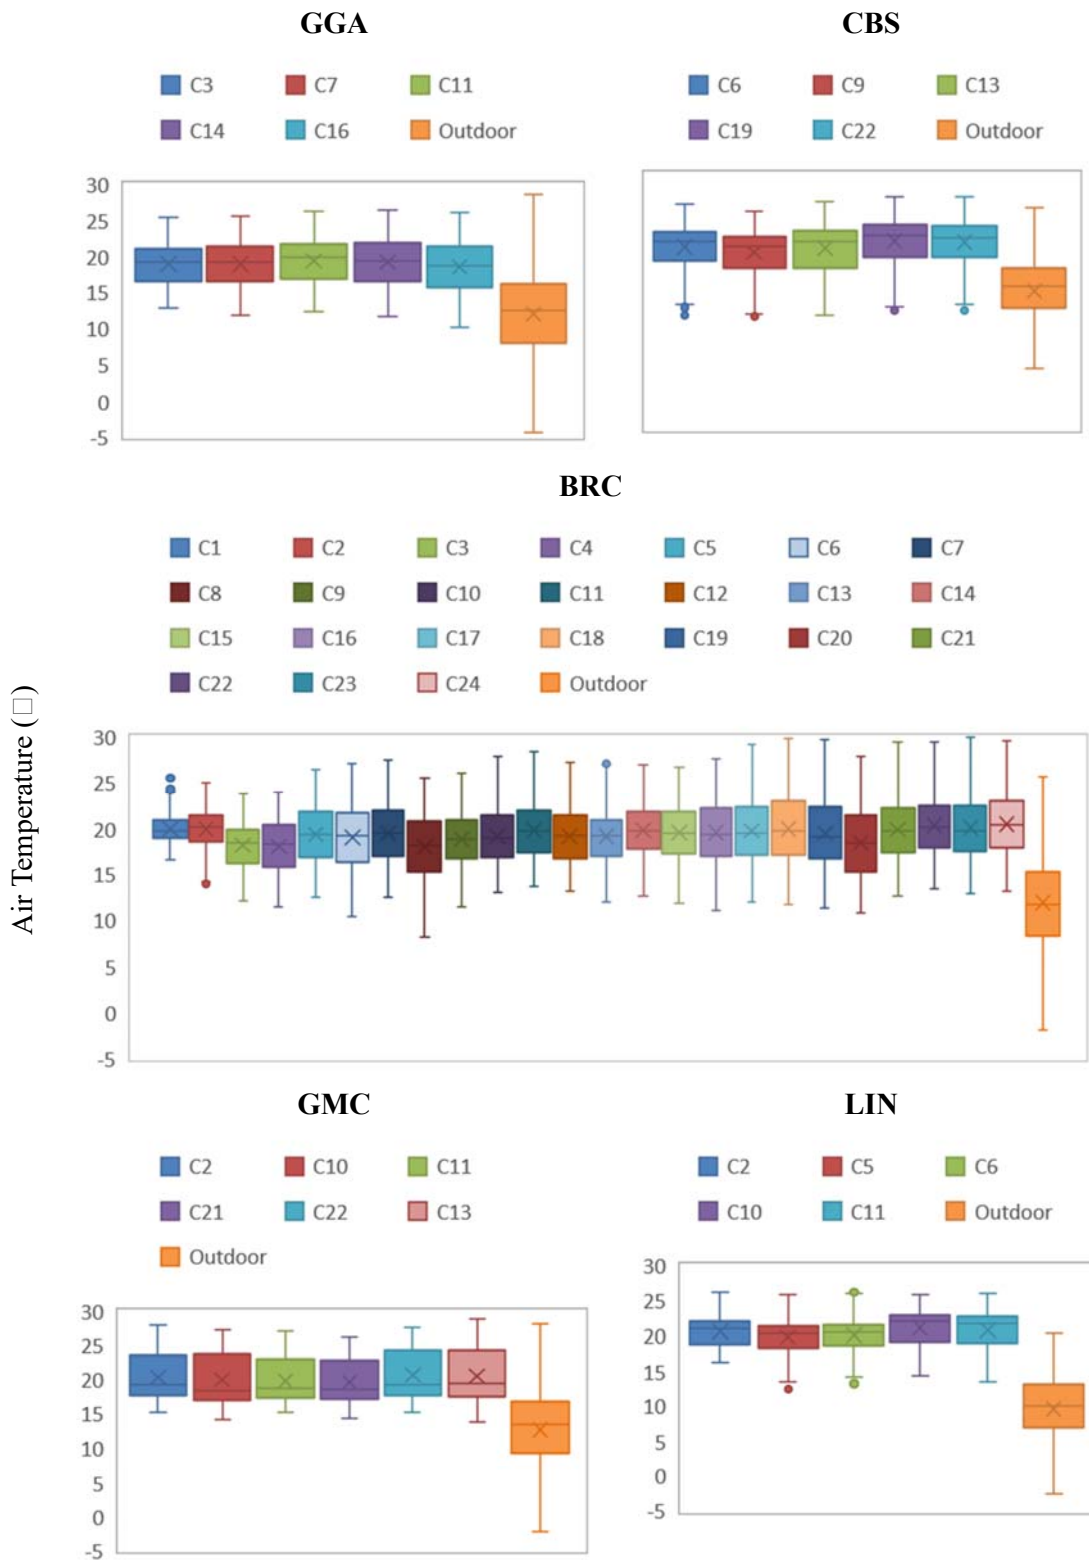 GGA
C3 C7 C11
C14 C16 Outdoor
30
25
20
15
10
5
0
-5
CBS
C6 C9 C13
C19 C22 Outdoor
BRC
C1 C2 C3 C4 C5 C6 C7
C8 C9 C10 C11 C12 C13 C14
C15 C16 C17 C18 C19 C20 C21
C22 C23 C24 Outdoor
Air Temperature (□)
30
25
20
15
10
5
0
-5
GMC
C2 C10 C11
C21 C22 C13
Outdoor
30
25
20
15
10
5
0
-5
LIN
C2 C5 C6
C10 C11 Outdoor
30
25
20
15
10
5
0
-5